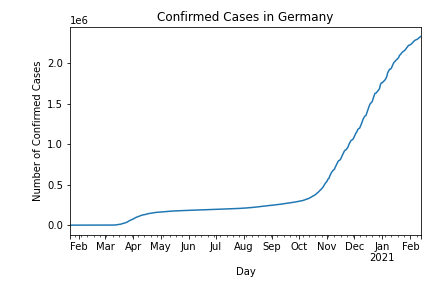 Confirmed Cases in Germany
1e6
Number of Confirmed Cases
2.0
1.5
1.0
0.5
0.0
Feb Mar Apr May Jun Jul Aug Sep Oct Nov Dec Jan Feb
2021
Day